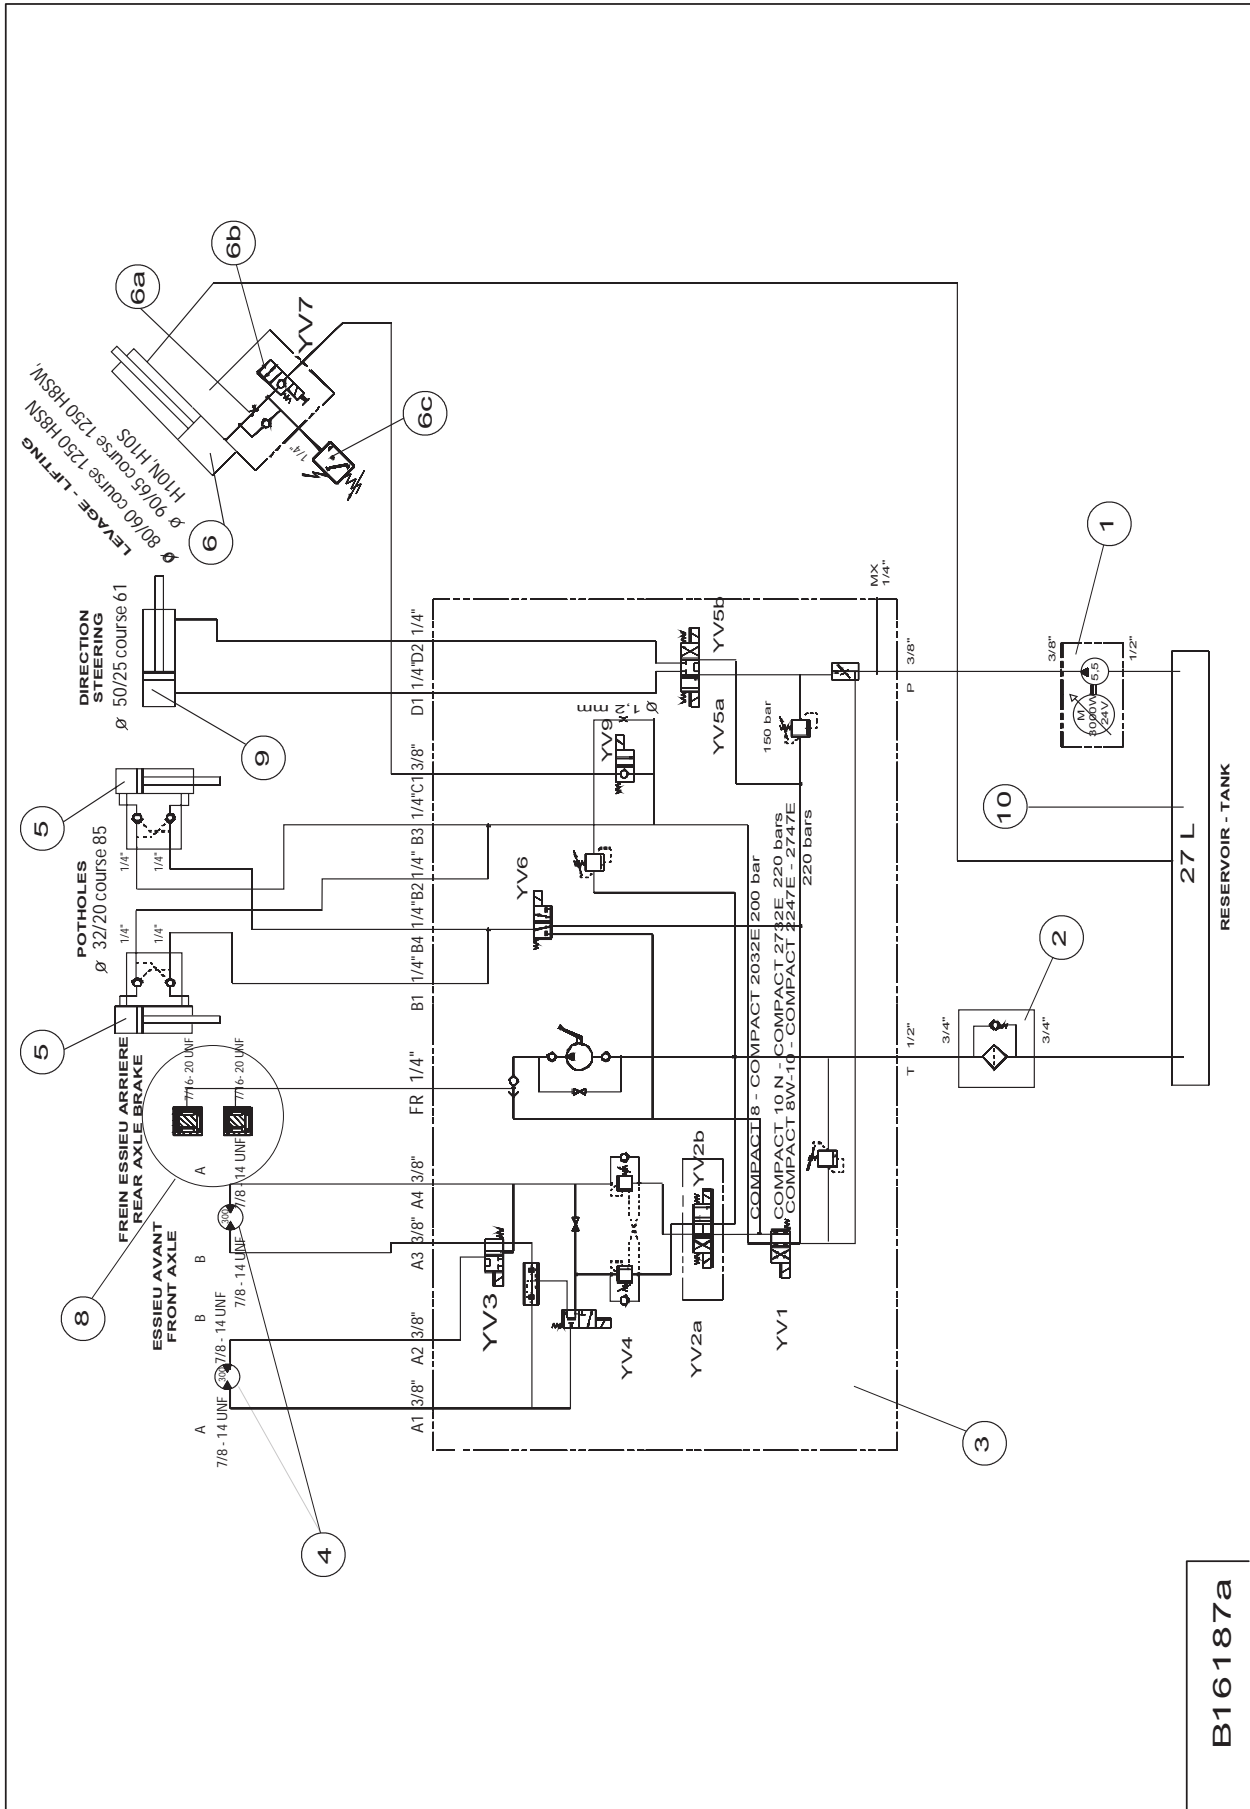 6b
6a
YV7
6c
1/4"
LEVAGE - LIFTING
ø 80/60 course 1250 H8SN
ø 90/65 course 1250 H8SW,
H10N, H10S
6
DIRECTION
STEERING
ø 50/25 course 61
9
5
POTHOLES
ø 32/20 course 85
1/4"
1/4"
1/4"
1/4"
5
FREIN ESSIEU ARRIERE
REAR AXLE BRAKE
7/16- 20 UNF
7/16- 20 UNF
8
ESSIEU AVANT
FRONT AXLE
A
7/8 - 14 UNF
300
B
7/8 - 14 UNF
B
7/8 - 14 UNF
300
A
7/8 - 14 UNF
4
A1 3/8"
A2 3/8"
A3 3/8"
A4 3/8"
FR 1/4"
B1 1/4"
B4 1/4"
B2 1/4"
B3 1/4"
C1 3/8"
D1 1/4"
D2 1/4"
YV3
YV4
YV2a
YV2b
YV1
YV6
YV9
ø 1,2 mm
YV5a
YV5b
150 bar
COMPACT 8 - COMPACT 2032E 200 bar
COMPACT 10 N - COMPACT 2732E 220 bars
COMPACT 8W-10 - COMPACT 2247E - 2747E
220 bars
MX
1/4"
P 3/8"
T 1/2"
3
3/4"
3/4"
2
3/8"
1/2"
M
3000W
24V
5.5
1
10
27 L
RESERVOIR - TANK
B16187a